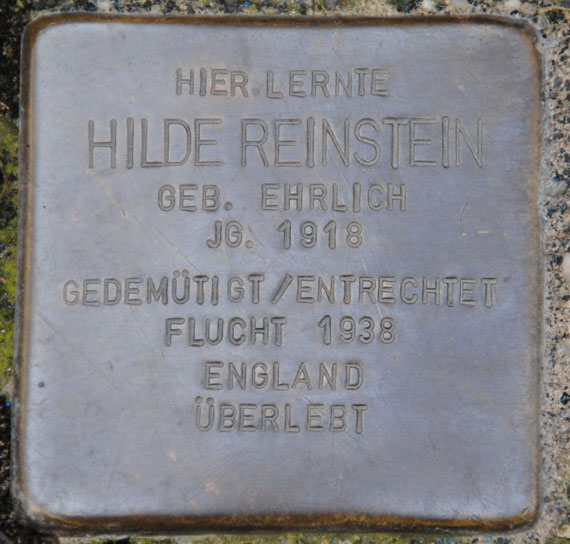 HIER LERNTE
HILDE REINSTEIN
GEB. EHRLICH
JG. 1918
GEDEMÜTIGT/ENTRECHTET
FLUCHT 1938
ENGLAND
ÜBERLEBT